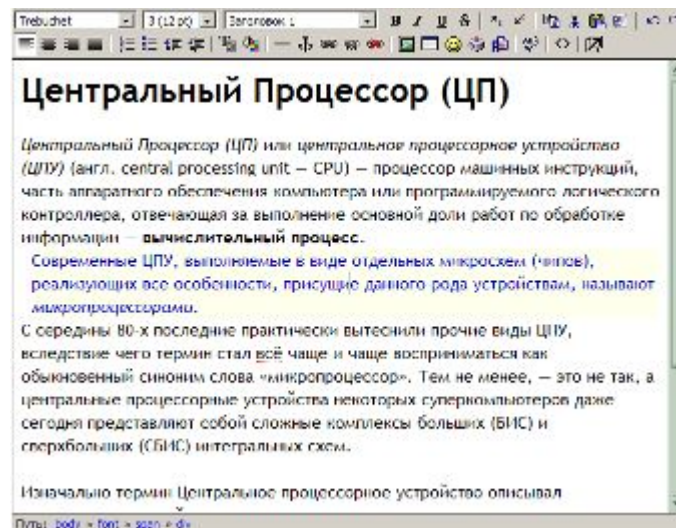 Trebuchet 3 (12 pt) Заголовок 1
Центральный Процессор (ЦП)
Центральный Процессор (ЦП) или центральное процессорное устройство
(ЦПУ) (англ. central processing unit — CPU) — процессор машинных инструкций,
часть аппаратного обеспечения компьютера или программируемого логического
контроллера, отвечающая за выполнение основной доли работ по обработке
информации — вычислительный процесс.
Современные ЦПУ, выполняемые в виде отдельных микросхем (чипов),
реализующих все особенности, присущие данного рода устройствам, называют
микропроцессорами.
С середины 80-х последние практически вытеснили прочие виды ЦПУ,
вследствие чего термин стал всё чаще и чаще восприниматься как
обыкновенный синоним слова «микропроцессор». Тем не менее, — это не так, а
центральные процессорные устройства некоторых суперкомпьютеров даже
сегодня представляют собой сложные комплексы больших (БИС) и
сверхбольших (СБИС) интегральных схем.
Изначально термин Центральное процессорное устройство описывал
Путь: body » font » span » div